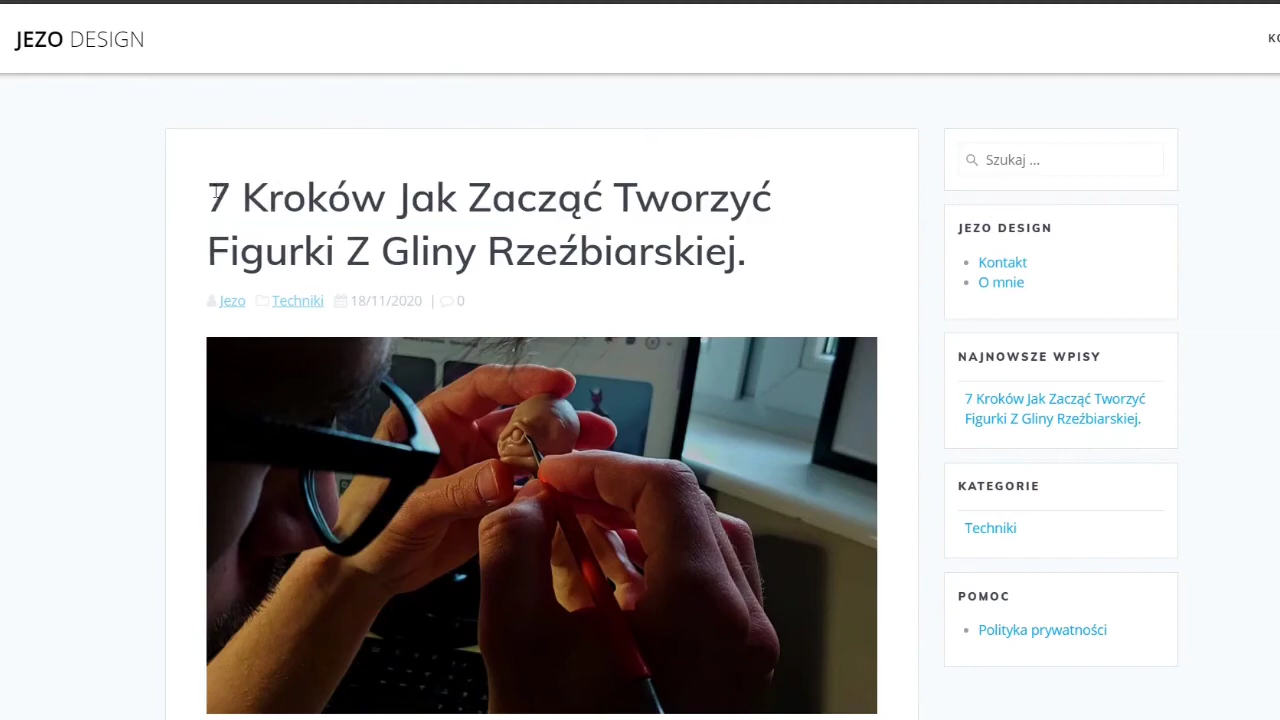 JEZO DESIGN
7 Kroków Jak Zacząć Tworzyć
Figurki Z Gliny Rzeźbiarskiej.
Jezo Techniki 18/11/2020 | 0
Szukaj ...
JEZO DESIGN
Kontakt
O mnie
NAJNOWSZE WPISY
7 Kroków Jak Zacząć Tworzyć
Figurki Z Gliny Rzeźbiarskiej.
KATEGORIE
Techniki
POMOC
Polityka prywatności